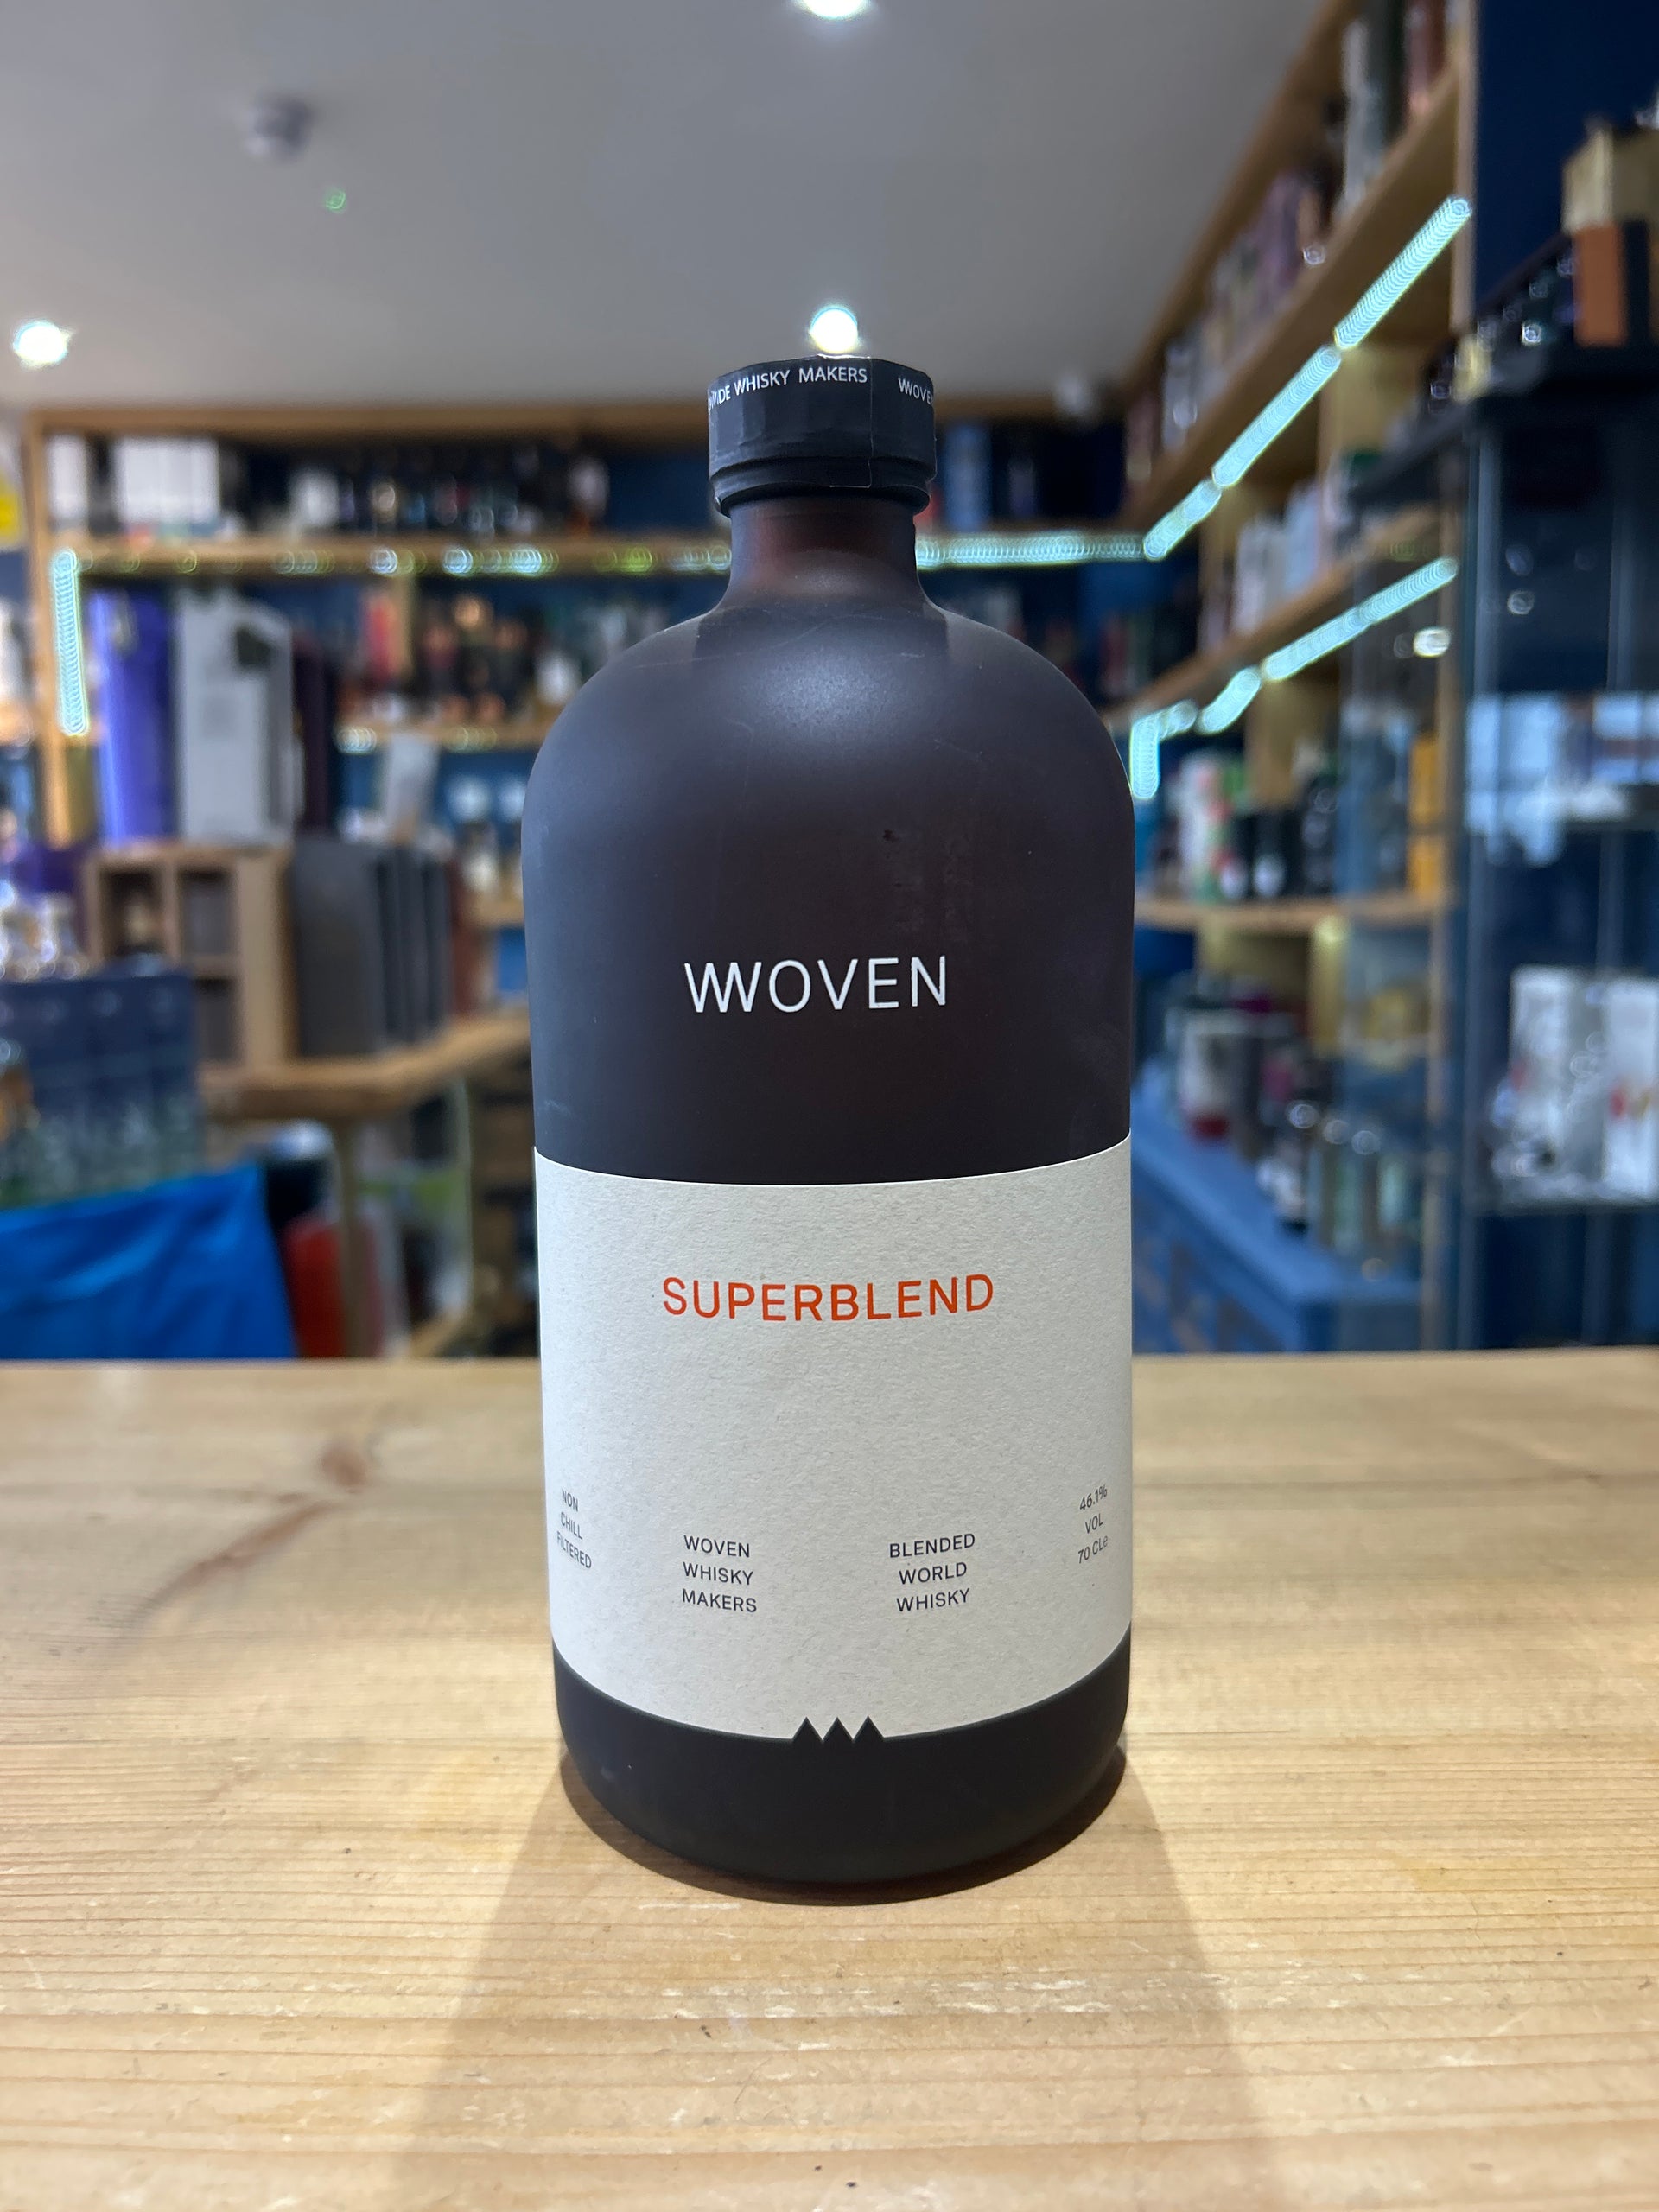 WHISKY MAKERS
WOVEN
SUPERBLEND
NON
CHILL
FILTERED
WOVEN
WHISKY
MAKERS
BLENDED
WORLD
WHISKY
46.1%
VOL
70 CLe